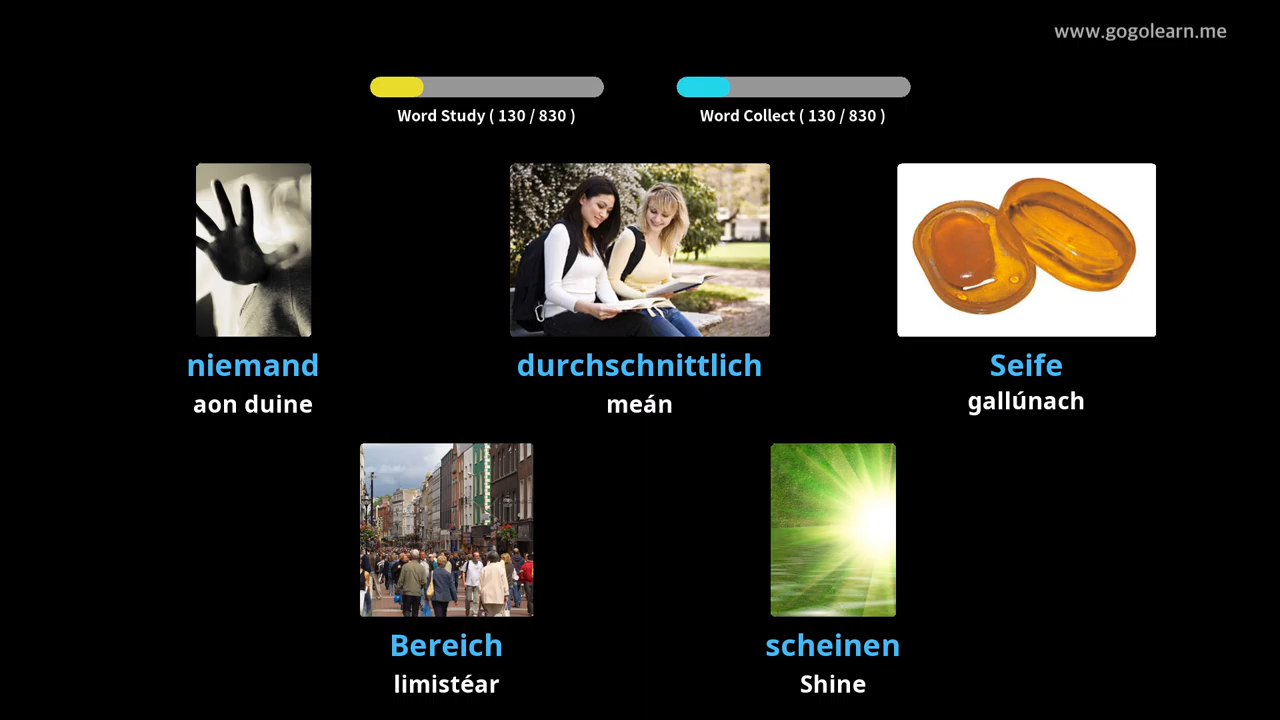 www.gogolearn.me
Word Study ( 130 / 830 )
Word Collect ( 130 / 830 )
niemand
aon duine
durchschnittlich
meán
Seife
gallúnach
Bereich
limistéar
scheinen
Shine